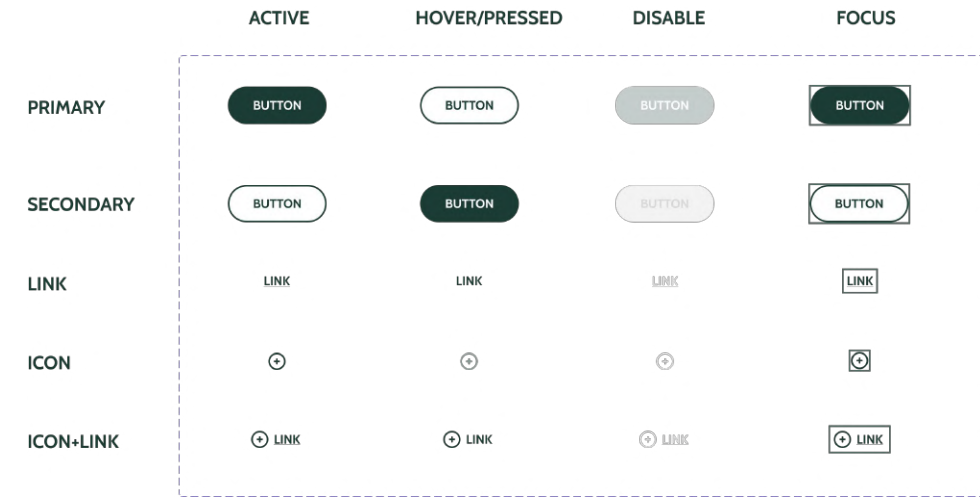 ACTIVE HOVER/PRESSED DISABLE FOCUS
PRIMARY BUTTON BUTTON BUTTON BUTTON
SECONDARY BUTTON BUTTON BUTTON BUTTON
LINK LINK LINK LINK LINK
ICON
ICON+LINK LINK LINK LINK LINK